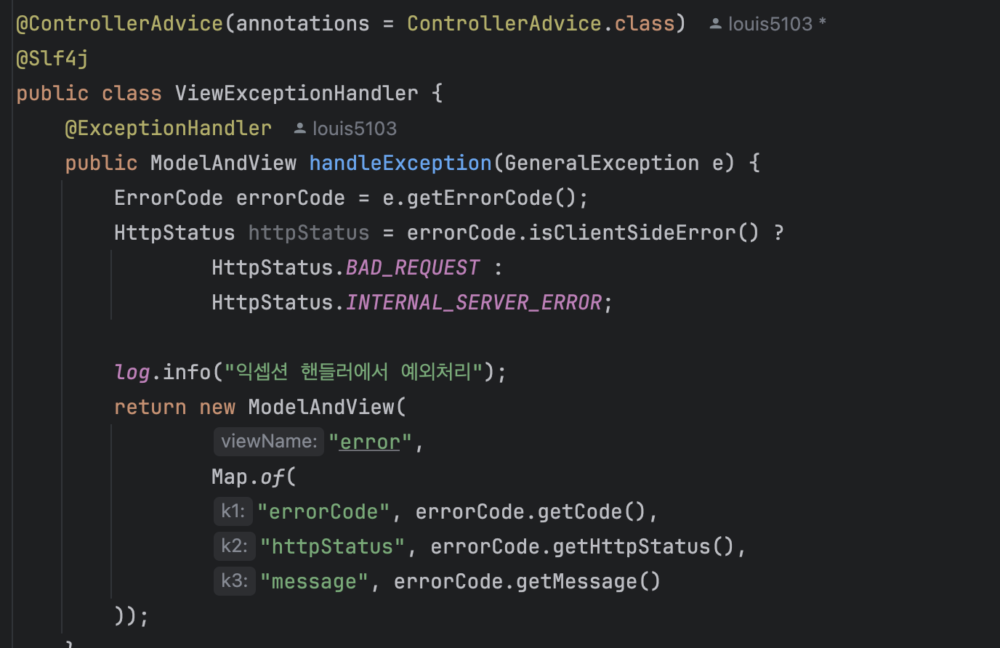 @ControllerAdvice(annotations = ControllerAdvice.class) louis5103 *
@Slf4j
public class ViewExceptionHandler {
@ExceptionHandler louis5103
public ModelAndView handleException(GeneralException e) {
ErrorCode errorCode = e.getErrorCode();
HttpStatus httpStatus = errorCode.isClientSideError() ?
HttpStatus.BAD_REQUEST :
HttpStatus.INTERNAL_SERVER_ERROR;
log.info("익셉션 핸들러에서 예외처리");
return new ModelAndView(
viewName: "error",
Map.of(
k1: "errorCode", errorCode.getCode(),
k2: "httpStatus", errorCode.getHttpStatus(),
k3: "message", errorCode.getMessage()
));
}